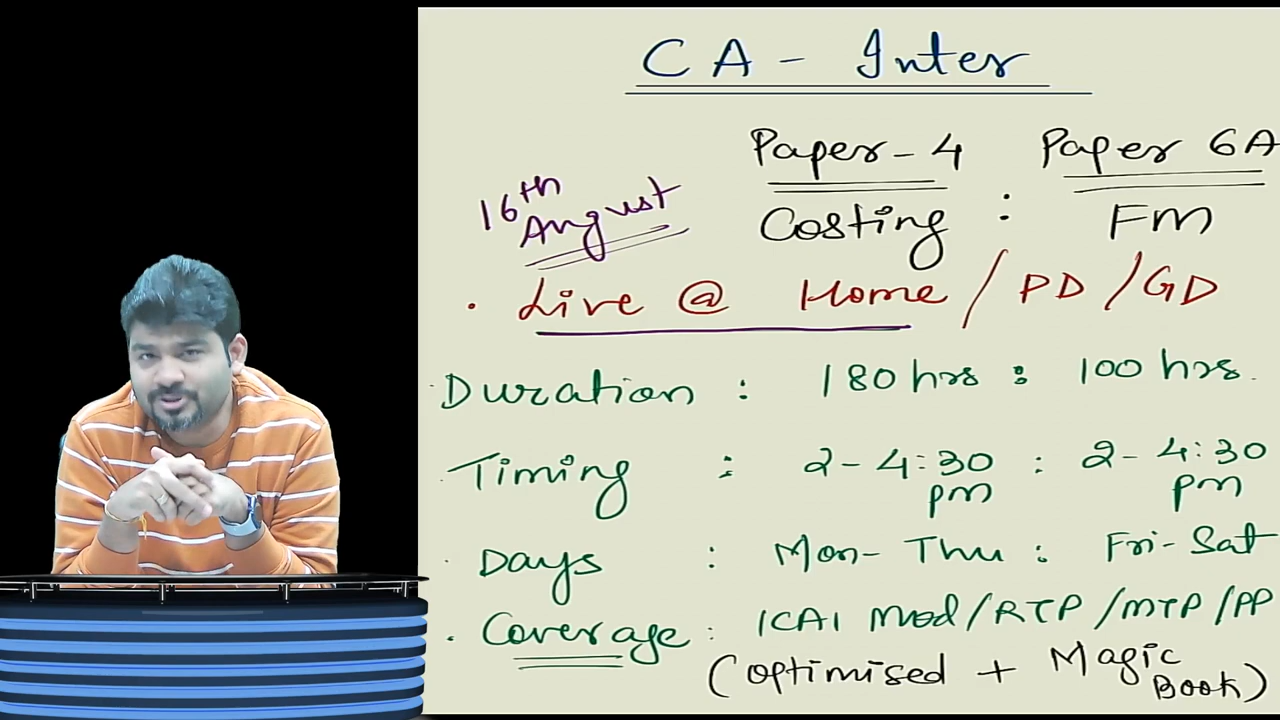 CA - Inter
Paper - 4 Paper 6A
16th August
Costing : FM
. Live @ Home / PD / GD
. Duration : 180 hrs : 100 hrs.
. Timing : 2 - 4:30 pm : 2 - 4:30 pm
. Days : Mon - Thu : Fri - Sat
. Coverage : ICAI Mod / RTP / MTP / PP
(Optimised + Magic Book)